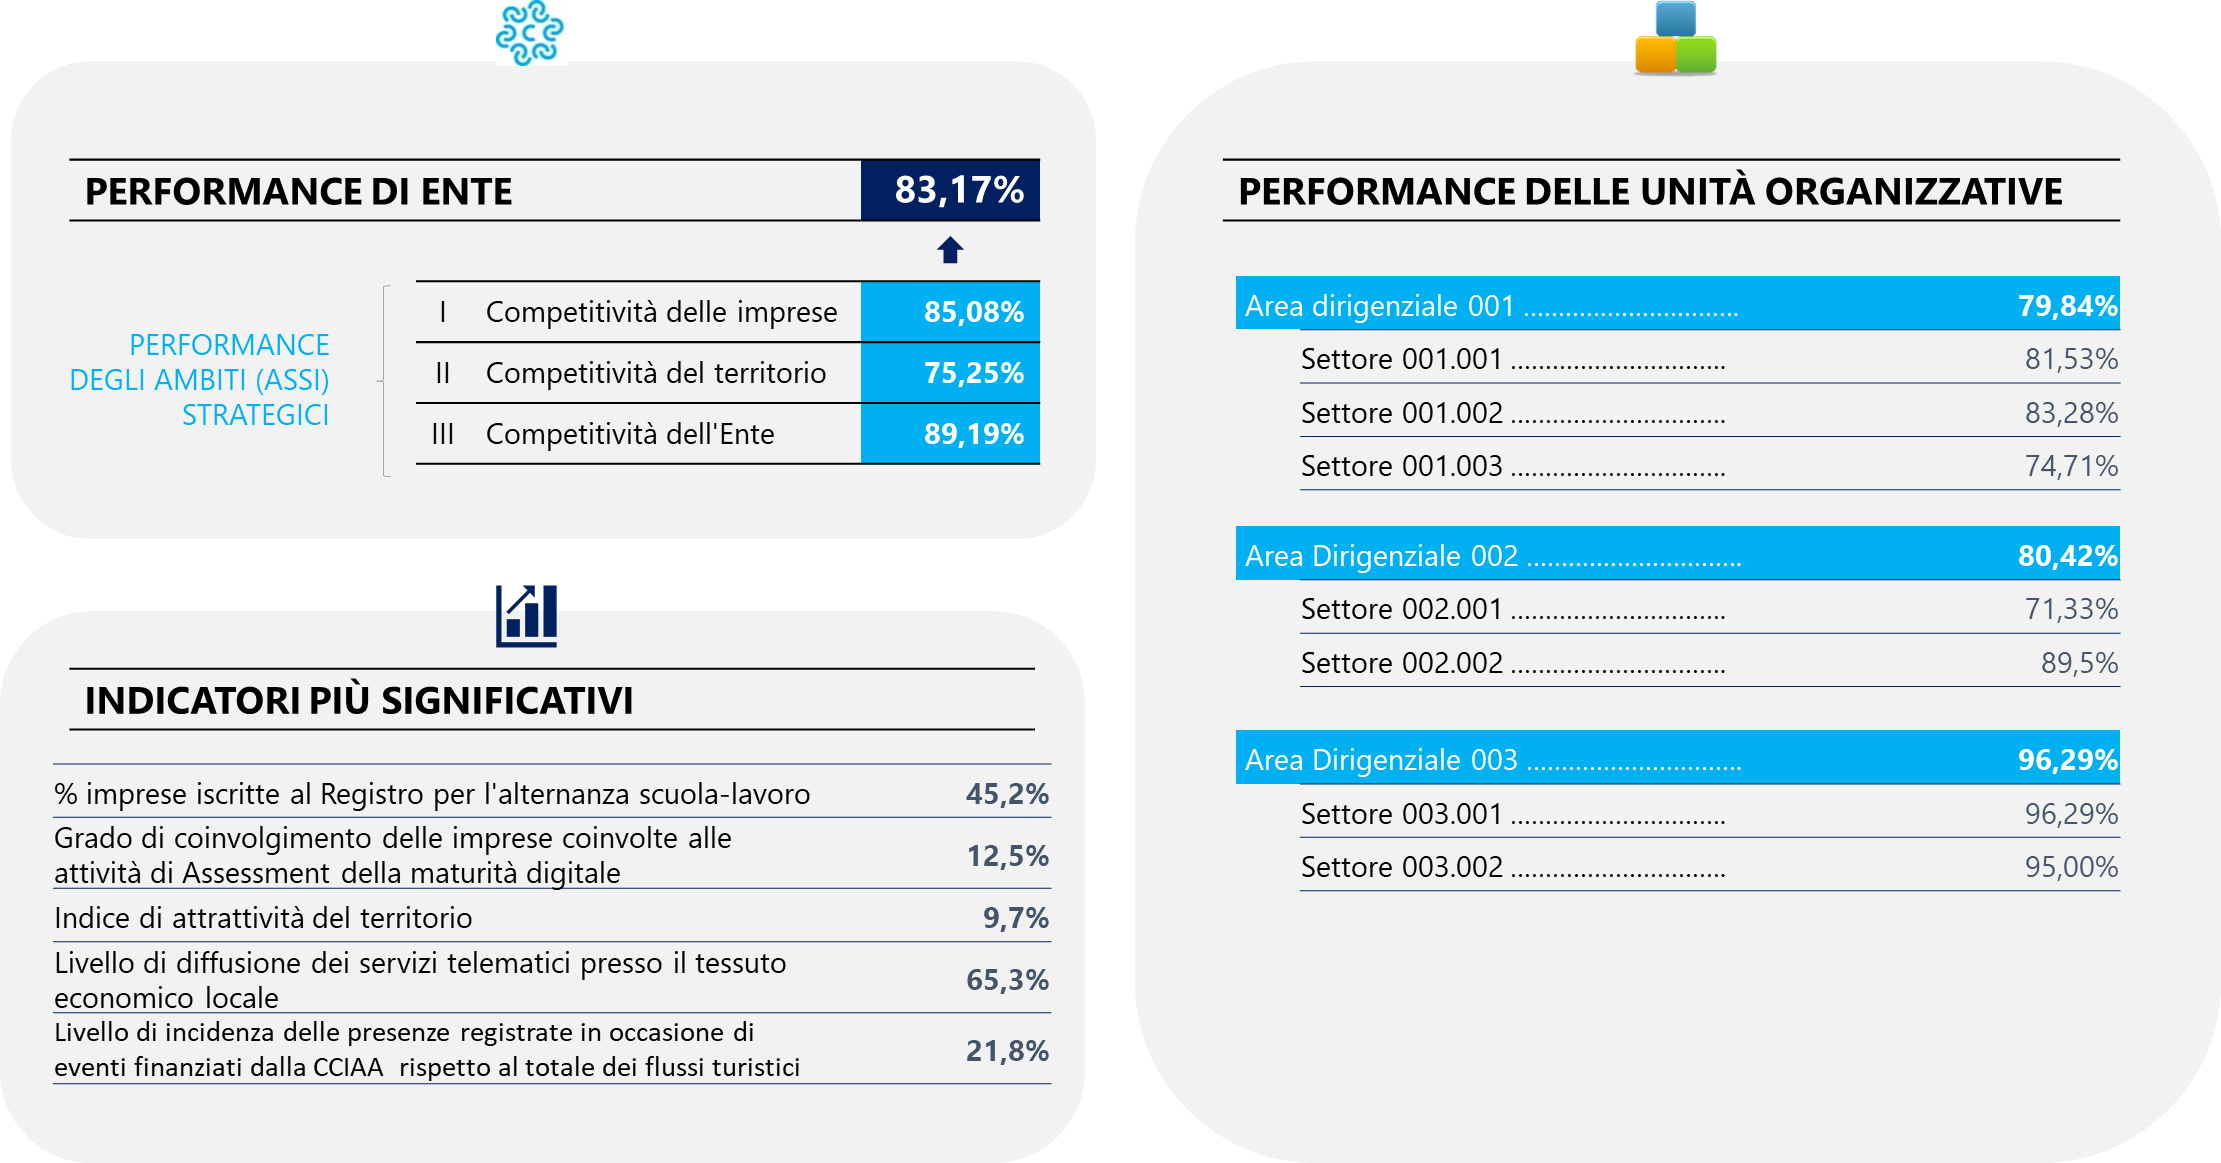 C
PERFORMANCE DI ENTE 83,17%
PERFORMANCE
DEGLI AMBITI (ASSI)
STRATEGICI
I Competitività delle imprese 85,08%
II Competitività del territorio 75,25%
III Competitività dell'Ente 89,19%
INDICATORI PIÙ SIGNIFICATIVI
% imprese iscritte al Registro per l'alternanza scuola-lavoro 45,2%
Grado di coinvolgimento delle imprese coinvolte alle
attività di Assessment della maturità digitale 12,5%
Indice di attrattività del territorio 9,7%
Livello di diffusione dei servizi telematici presso il tessuto
economico locale 65,3%
Livello di incidenza delle presenze registrate in occasione di
eventi finanziati dalla CCIAA rispetto al totale dei flussi turistici 21,8%
PERFORMANCE DELLE UNITÀ ORGANIZZATIVE
Area dirigenziale 001 ............................... 79,84%
Settore 001.001 ............................... 81,53%
Settore 001.002 ............................... 83,28%
Settore 001.003 ............................... 74,71%
Area Dirigenziale 002 ............................... 80,42%
Settore 002.001 ............................... 71,33%
Settore 002.002 ............................... 89,5%
Area Dirigenziale 003 ............................... 96,29%
Settore 003.001 ............................... 96,29%
Settore 003.002 ............................... 95,00%